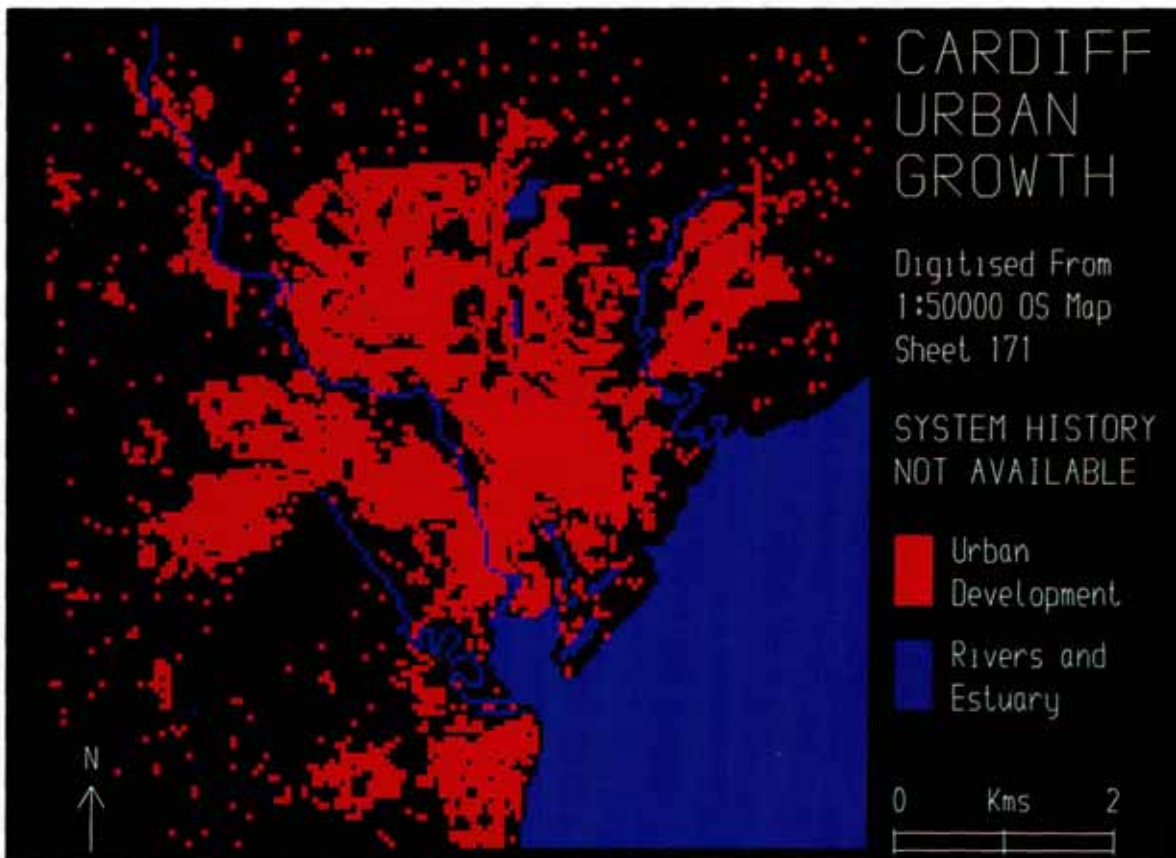 CARDIFF
URBAN
GROWTH
Digitised From
1:50000 OS Map
Sheet 171
SYSTEM HISTORY
NOT AVAILABLE
Urban
Development
Rivers and
Estuary
N
0 Kms 2